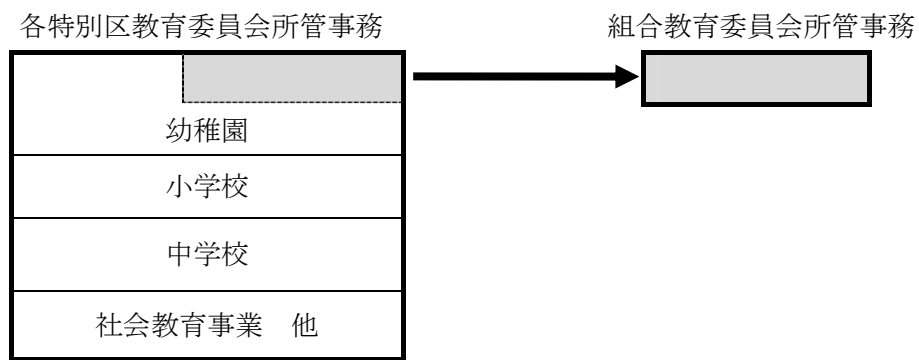 各特別区教育委員会所管事務
組合教育委員会所管事務
幼稚園
小学校
中学校
社会教育事業　他